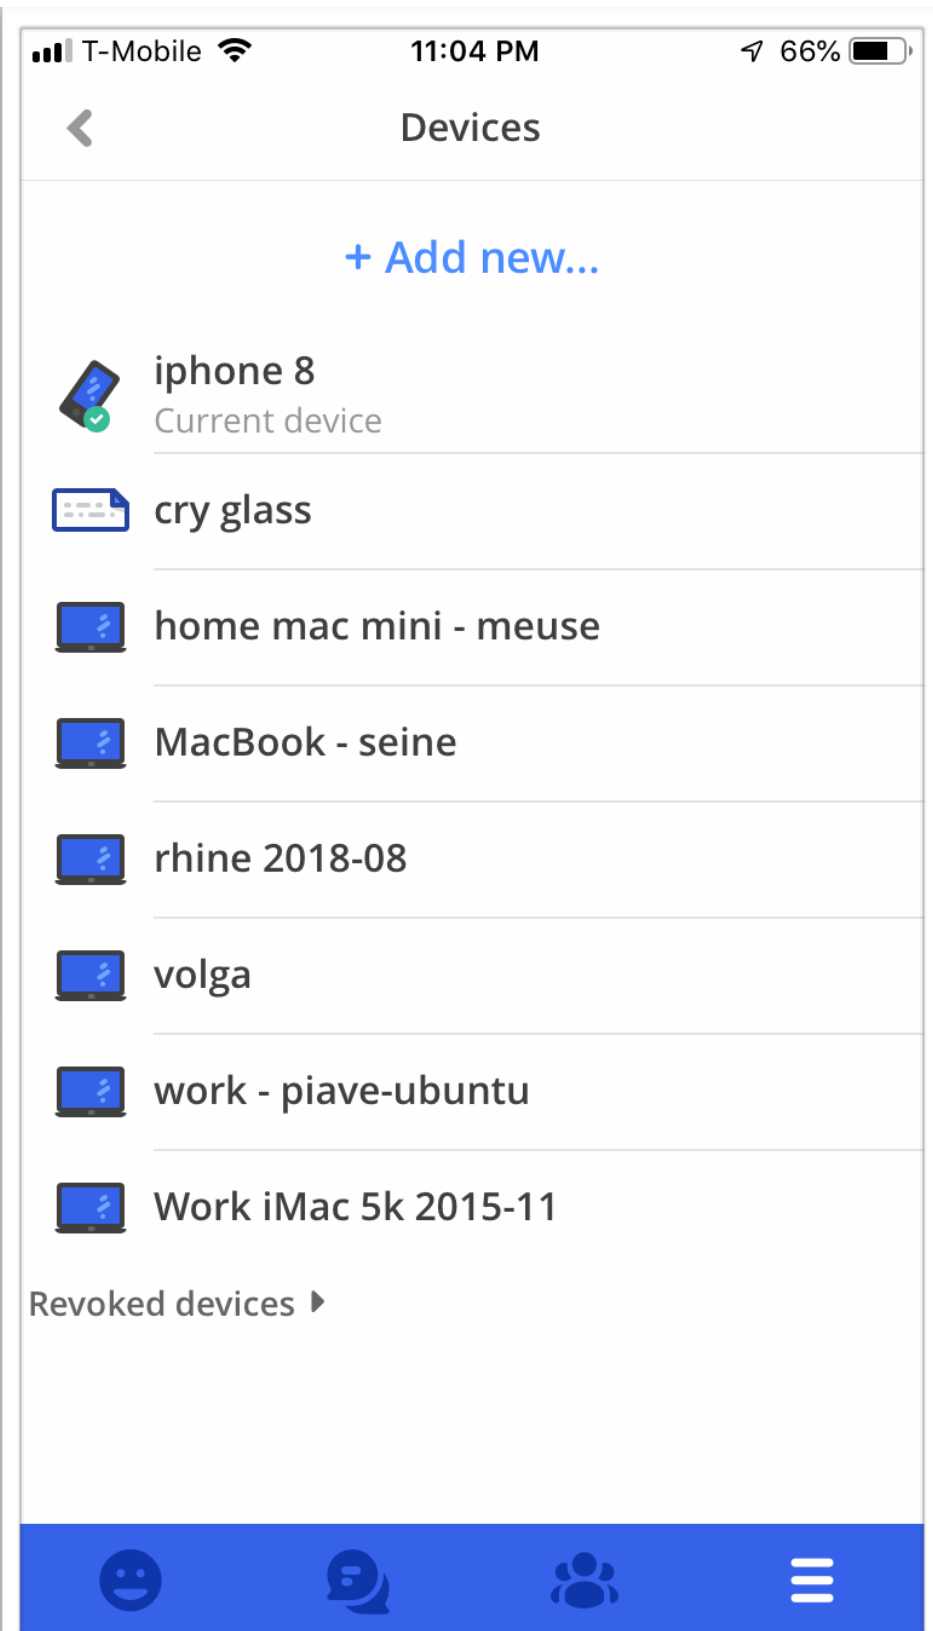 T-Mobile 11:04 PM 66%
Devices
+ Add new...
iphone 8
Current device
cry glass
home mac mini - meuse
MacBook - seine
rhine 2018-08
volga
work - piave-ubuntu
Work iMac 5k 2015-11
Revoked devices